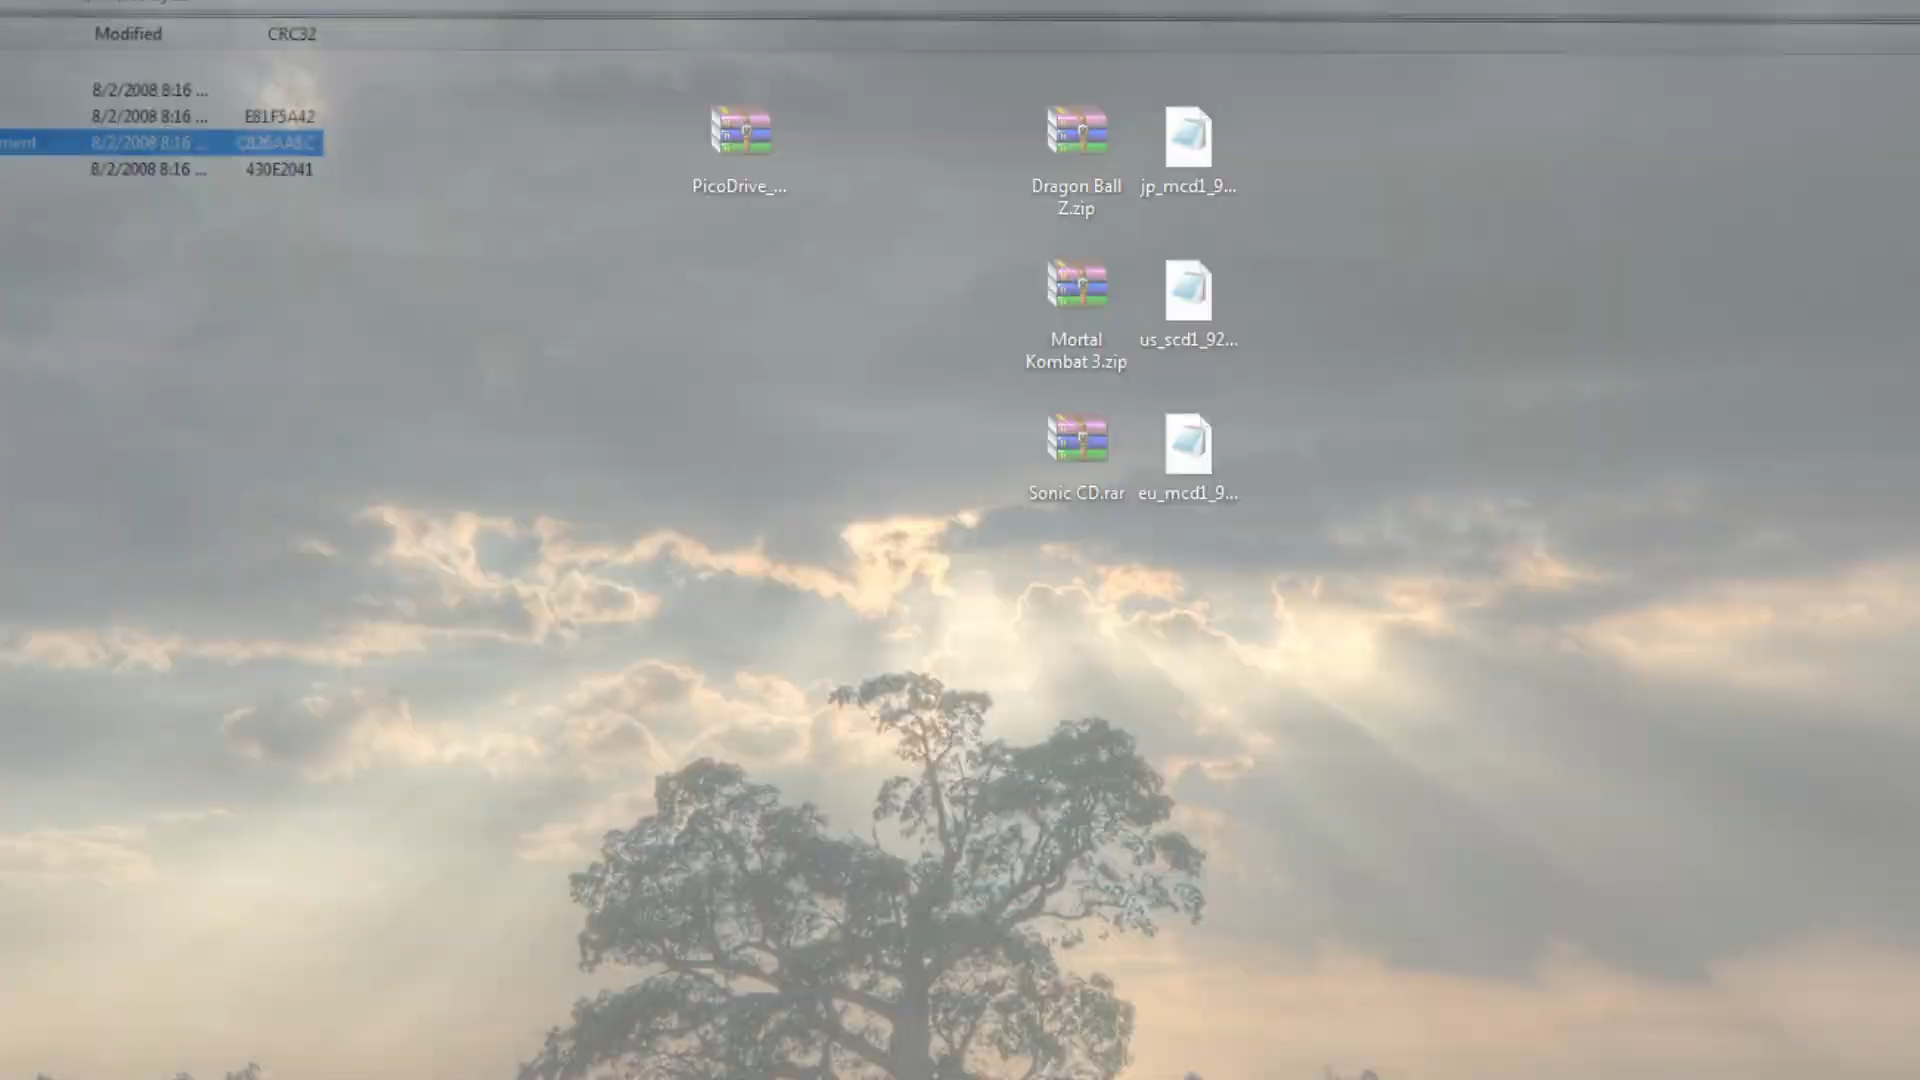 Modified CRC32
8/2/2008 8:16 ...
8/2/2008 8:16 ... E81F5A42
8/2/2008 8:16 ...
8/2/2008 8:16 ... 430E2041
PicoDrive_...
Dragon Ball
Z.zip
jp_mcd1_9...
Mortal
Kombat 3.zip
us_scd1_92...
Sonic CD.rar
eu_mcd1_9...